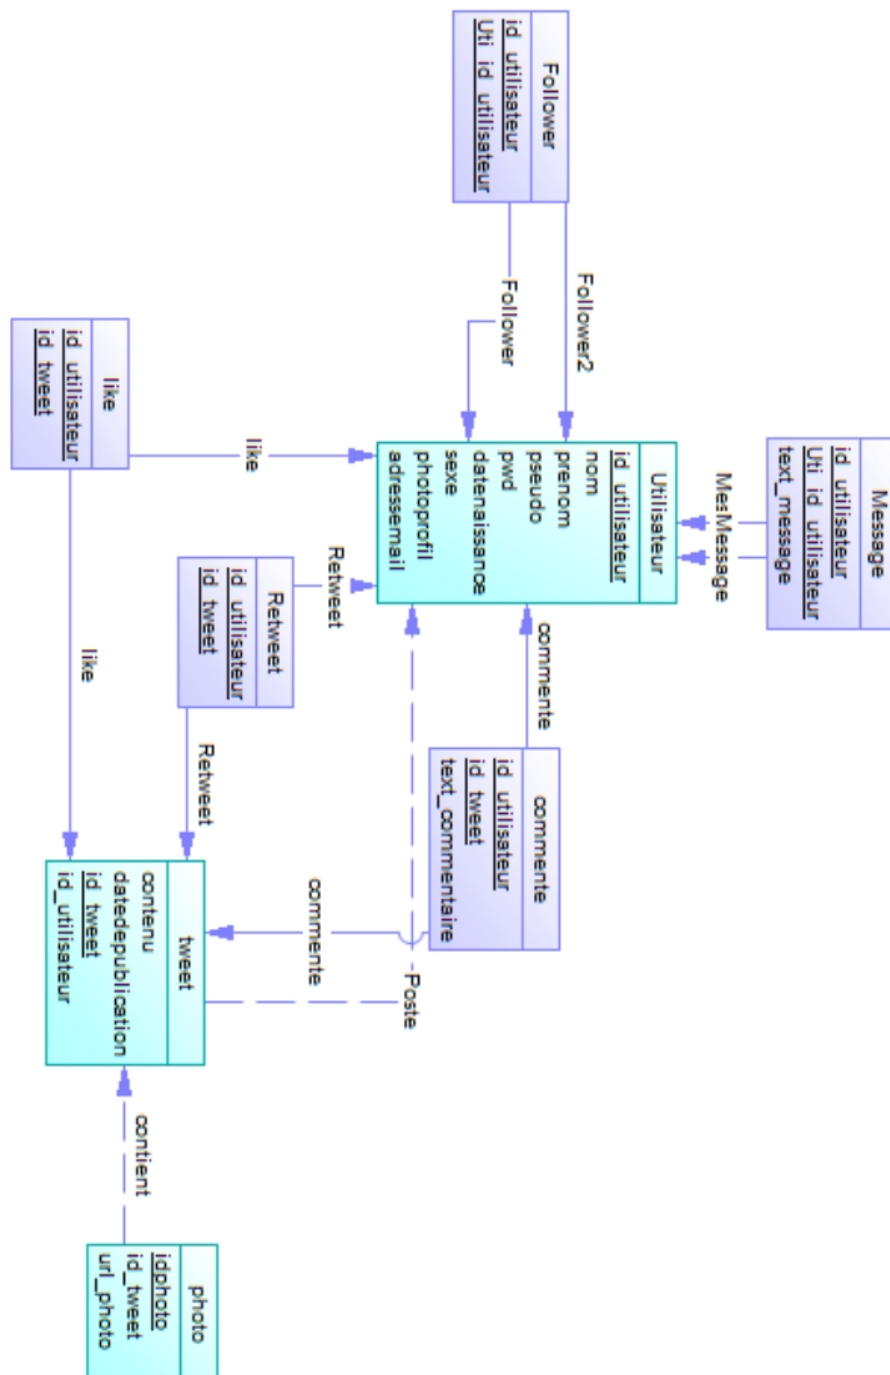 Message
id_utilisateur
Uti_id_utilisateur
text_message
MesMessage
Follower
id_utilisateur
Uti_id_utilisateur
Follower2
Follower
Utilisateur
id_utilisateur
nom
prenom
pseudo
pwd
datenaissance
sexe
photoprofil
adressemail
commente
commente
id_utilisateur
id_tweet
text_commentaire
commente
Poste
like
id_utilisateur
id_tweet
like
like
Retweet
Retweet
id_utilisateur
id_tweet
Retweet
tweet
contenu
datedepublication
id_tweet
id_utilisateur
contient
photo
idphoto
id_tweet
url_photo